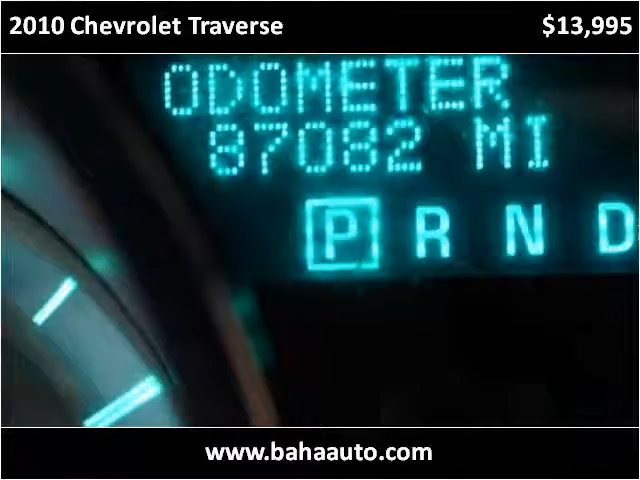 2010 Chevrolet Traverse $13,995
ODOMETER
87082 MI
P R N D
www.bahaauto.com